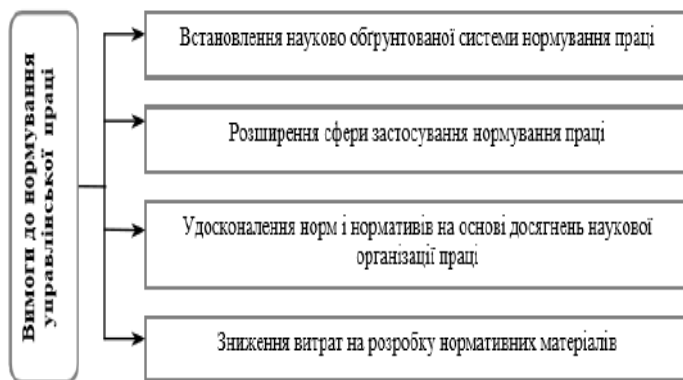 Вимоги до нормування
управлінської праці
Встановлення науково обґрунтованої системи нормування праці
Розширення сфери застосування нормування праці
Удосконалення норм і нормативів на основі досягнень наукової
організації праці
Зниження витрат на розробку нормативних матеріалів